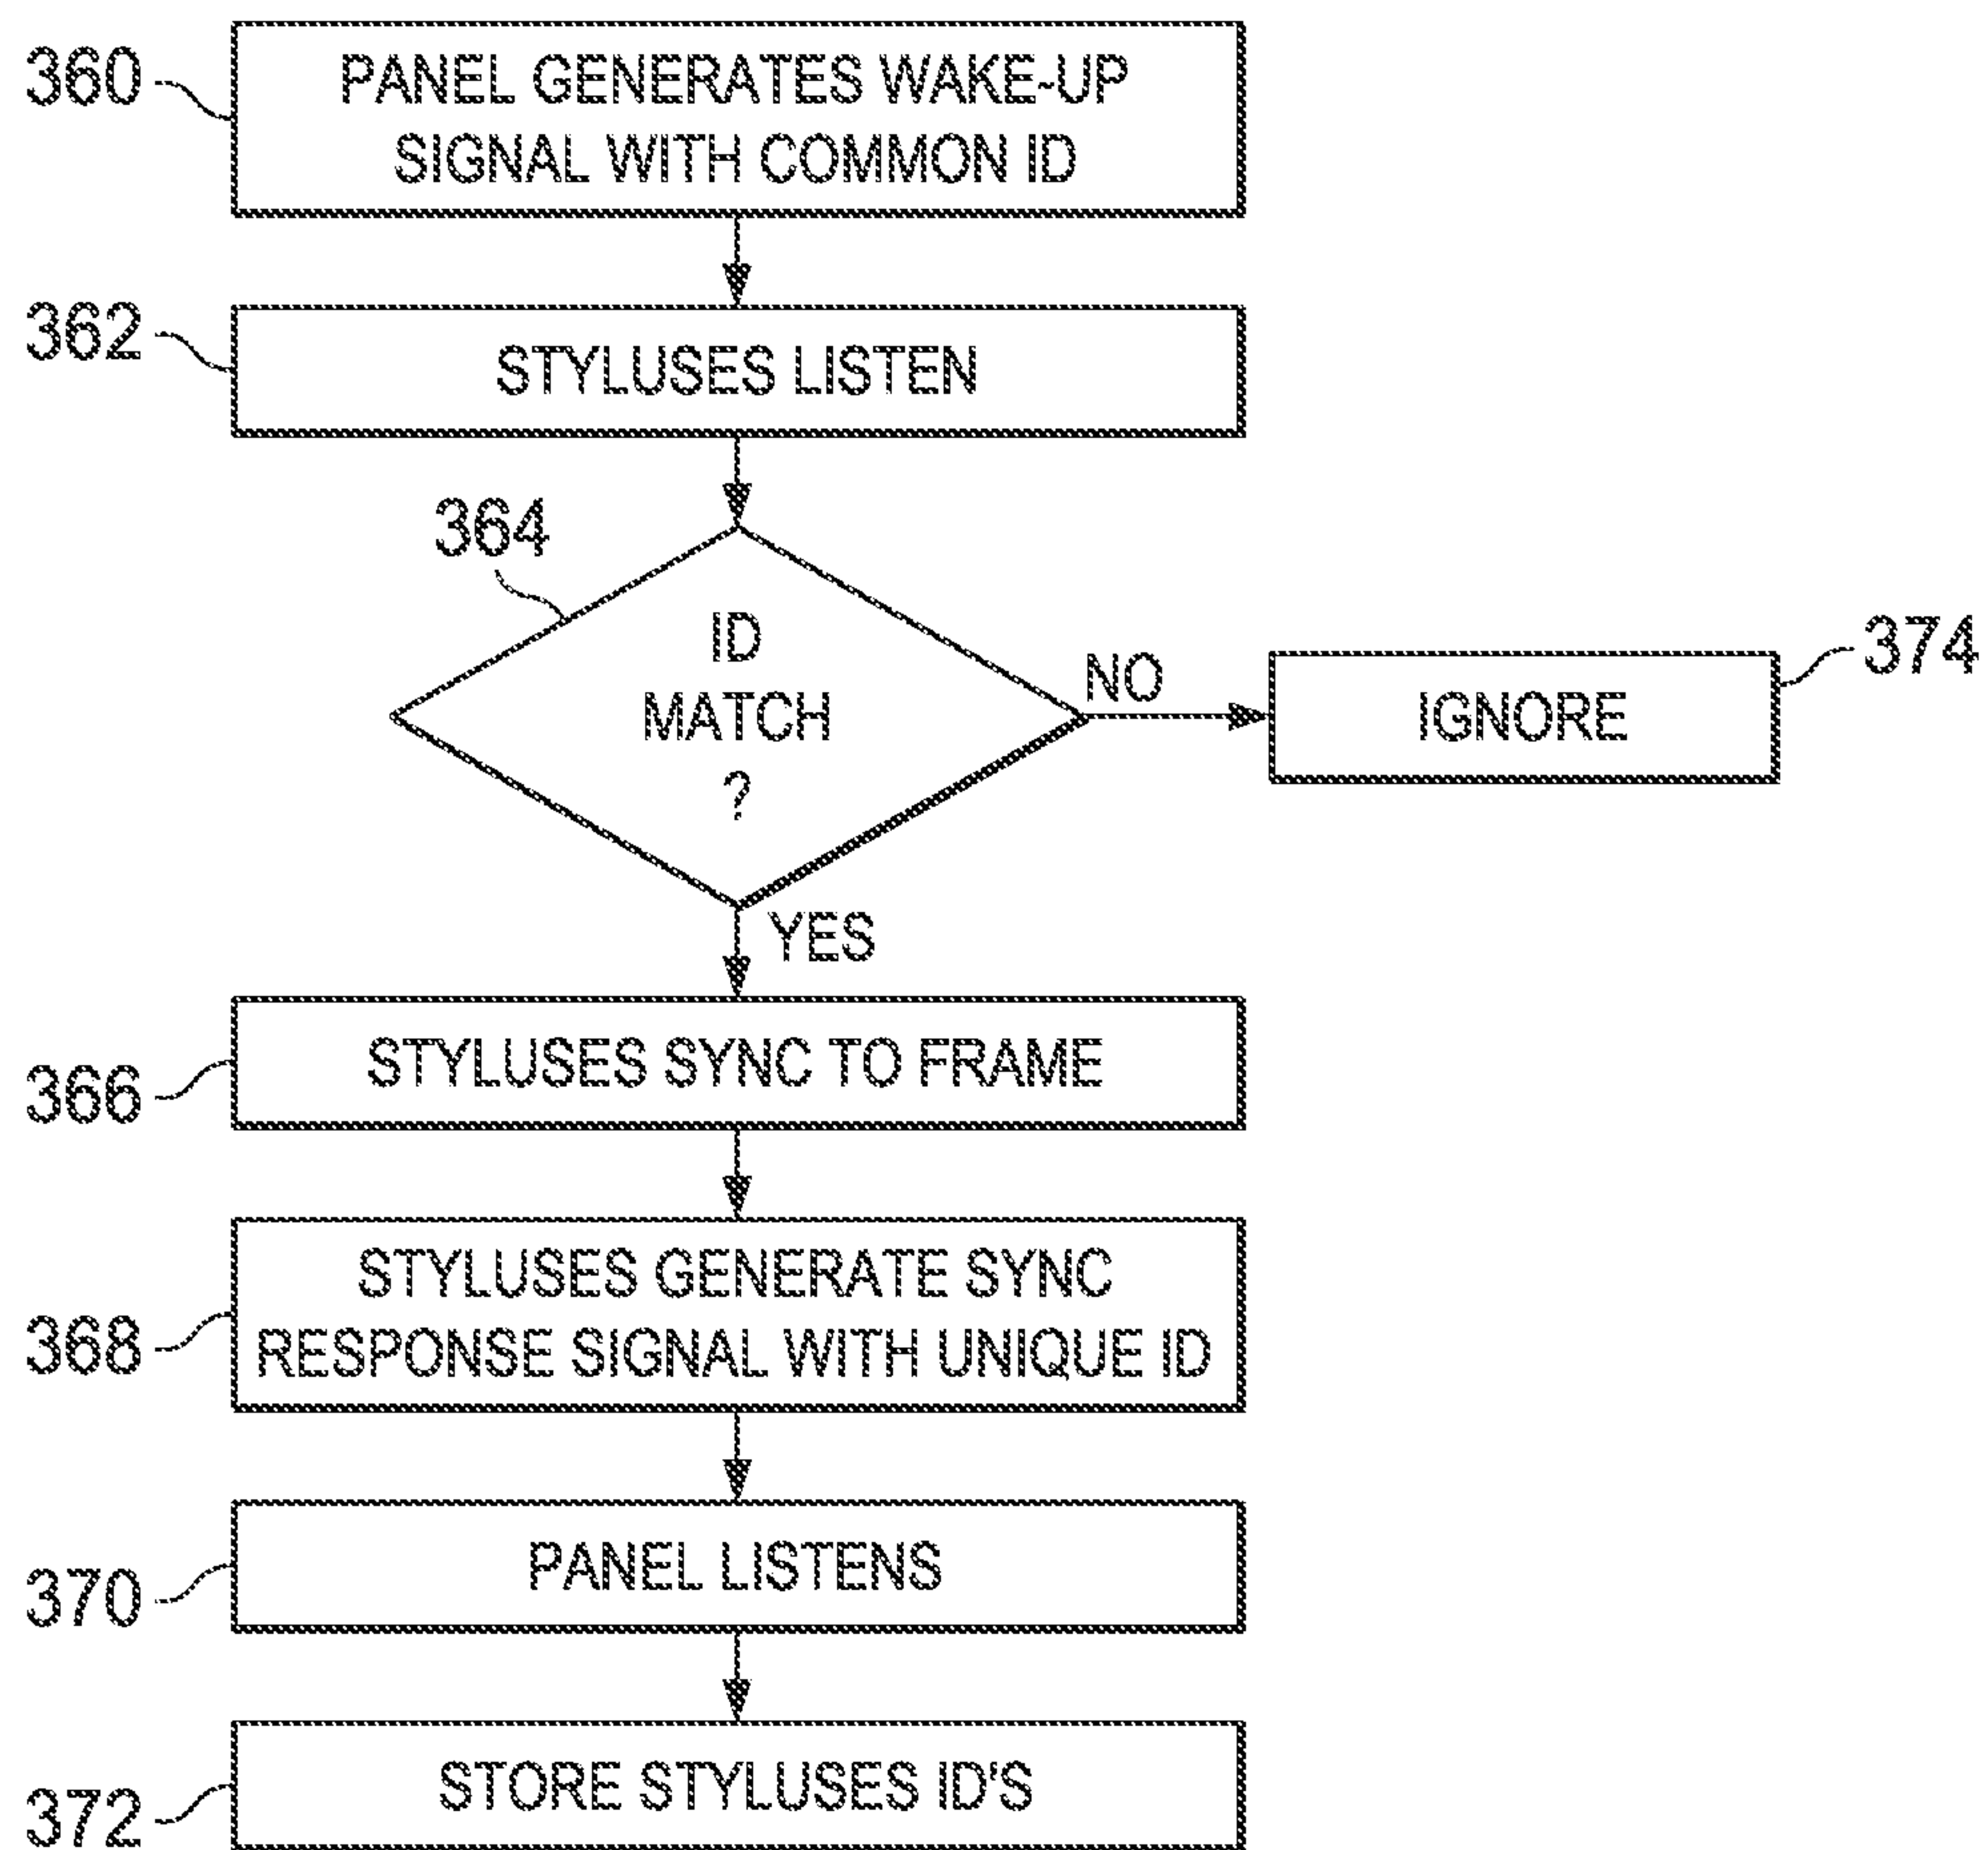 360
PANEL GENERATES WAKE-UP
SIGNAL WITH COMMON ID
362
STYLUSES LISTEN
364
ID
MATCH
?
NO
IGNORE
374
YES
366
STYLUSES SYNC TO FRAME
368
STYLUSES GENERATE SYNC
RESPONSE SIGNAL WITH UNIQUE ID
370
PANEL LISTENS
372
STORE STYLUSES ID'S